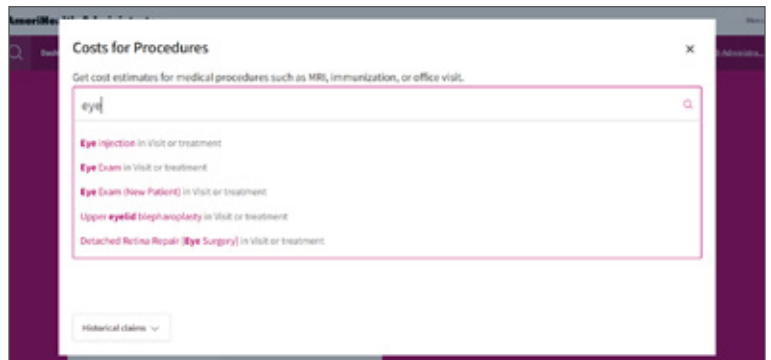 Costs for Procedures
Get cost estimates for medical procedures such as MRI, immunization, or office visit.
eye
Eye injection in Visit or treatment
Eye Exam in Visit or treatment
Eye Exam (New Patient) in Visit or treatment
Upper eyelid blepharoplasty in Visit or treatment
Detached Retina Repair [Eye Surgery] in Visit or treatment
Historical claims